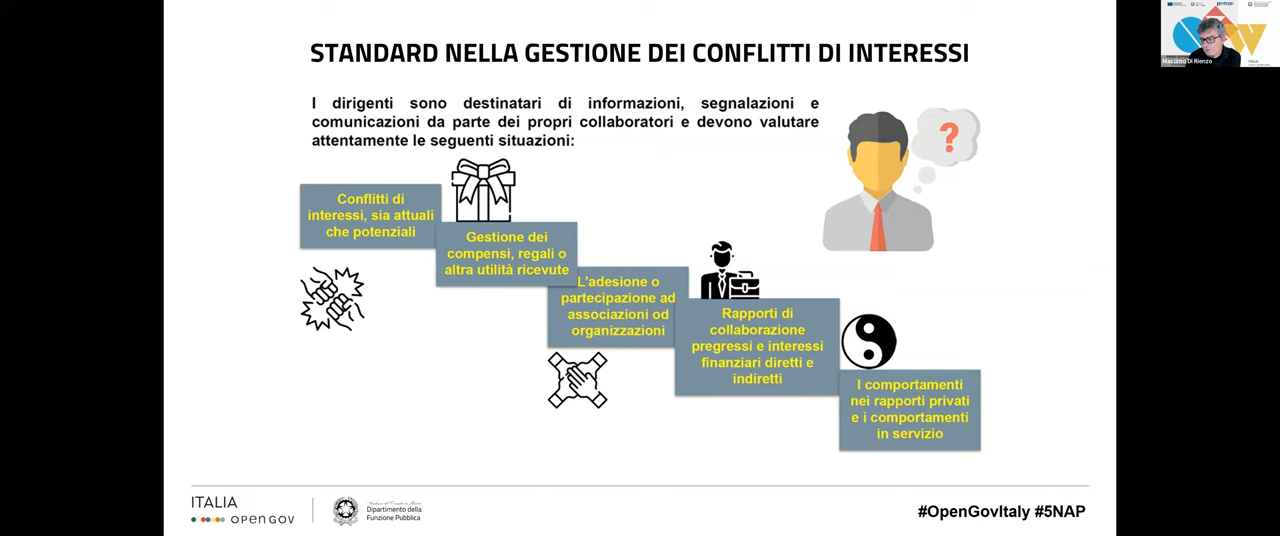 STANDARD NELLA GESTIONE DEI CONFLITTI DI INTERESSI
I dirigenti sono destinatari di informazioni, segnalazioni e
comunicazioni da parte dei propri collaboratori e devono valutare
attentamente le seguenti situazioni:
?
Conflitti di
interessi, sia attuali
che potenziali
Gestione dei
compensi, regali o
altra utilità ricevute
L'adesione o
partecipazione ad
associazioni od
organizzazioni
Rapporti di
collaborazione
pregressi e interessi
finanziari diretti e
indiretti
I comportamenti
nei rapporti privati
e i comportamenti
in servizio
ITALIA
OPEN GOV
Dipartimento della
Funzione Pubblica
#OpenGovItaly #5NAP
Massimo Di Rienzo